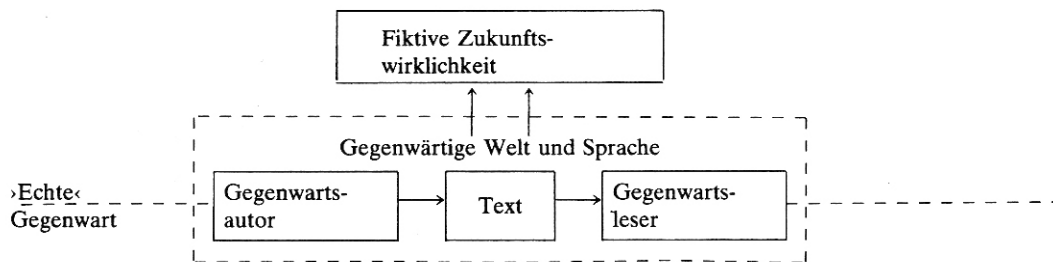 Fiktive Zukunfts-
wirklichkeit
Gegenwärtige Welt und Sprache
›Echte‹
Gegenwart
Gegenwarts-
autor
Text
Gegenwarts-
leser